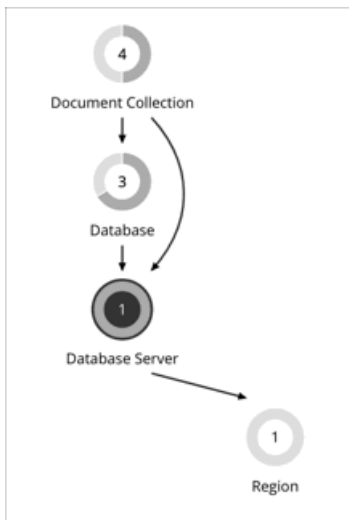 4
Document Collection
3
Database
1
Database Server
1
Region